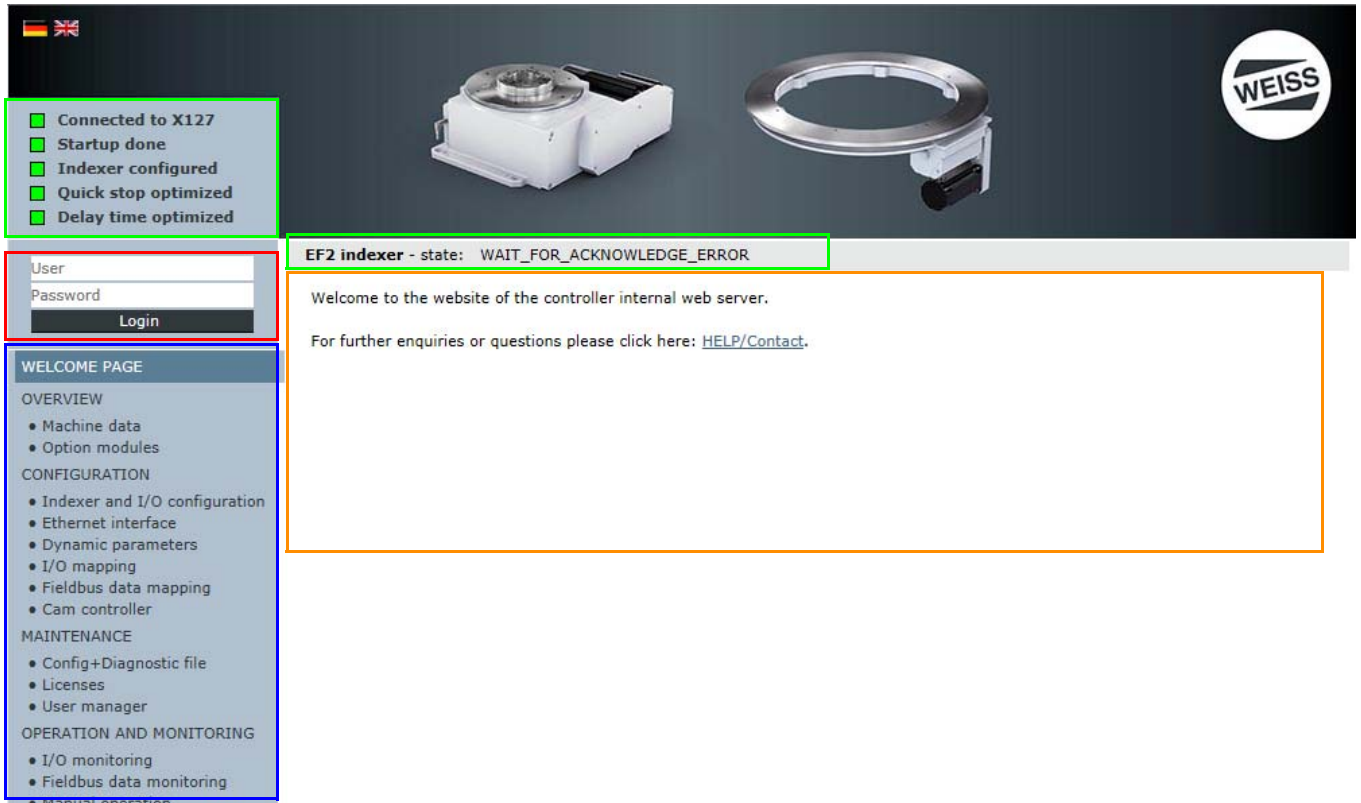 WEISS
Connected to X127
Startup done
Indexer configured
Quick stop optimized
Delay time optimized
User
Password
Login
EF2 indexer - state: WAIT_FOR_ACKNOWLEDGE_ERROR
Welcome to the website of the controller internal web server.
For further enquiries or questions please click here: HELP/Contact.
WELCOME PAGE
OVERVIEW
• Machine data
• Option modules
CONFIGURATION
• Indexer and I/O configuration
• Ethernet interface
• Dynamic parameters
• I/O mapping
• Fieldbus data mapping
• Cam controller
MAINTENANCE
• Config+Diagnostic file
• Licenses
• User manager
OPERATION AND MONITORING
• I/O monitoring
• Fieldbus data monitoring
• Manual operation